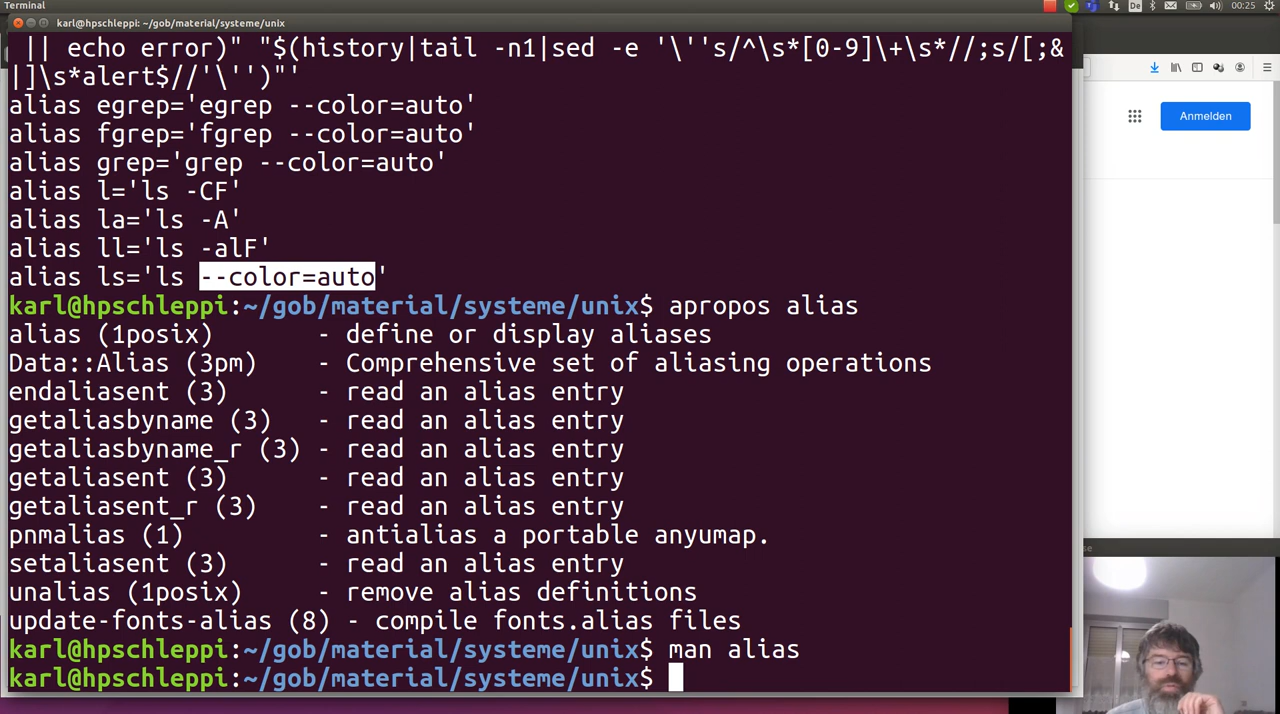 Terminal
De
00:25
karl@hpschleppi: ~/gob/material/systeme/unix
|| echo error)" "$(history|tail -n1|sed -e '\''s/^\s*[0-9]\+\s*//;s/[;&
|]\s*alert$//'\'')"'
alias egrep='egrep --color=auto'
alias fgrep='fgrep --color=auto'
alias grep='grep --color=auto'
alias l='ls -CF'
alias la='ls -A'
alias ll='ls -alF'
alias ls='ls --color=auto'
karl@hpschleppi:~/gob/material/systeme/unix$ apropos alias
alias (1posix)       - define or display aliases
Data::Alias (3pm)    - Comprehensive set of aliasing operations
endaliasent (3)      - read an alias entry
getaliasbyname (3)   - read an alias entry
getaliasbyname_r (3) - read an alias entry
getaliasent (3)      - read an alias entry
getaliasent_r (3)    - read an alias entry
pnmalias (1)         - antialias a portable anyumap.
setaliasent (3)      - read an alias entry
unalias (1posix)     - remove alias definitions
update-fonts-alias (8) - compile fonts.alias files
karl@hpschleppi:~/gob/material/systeme/unix$ man alias
karl@hpschleppi:~/gob/material/systeme/unix$
Anmelden